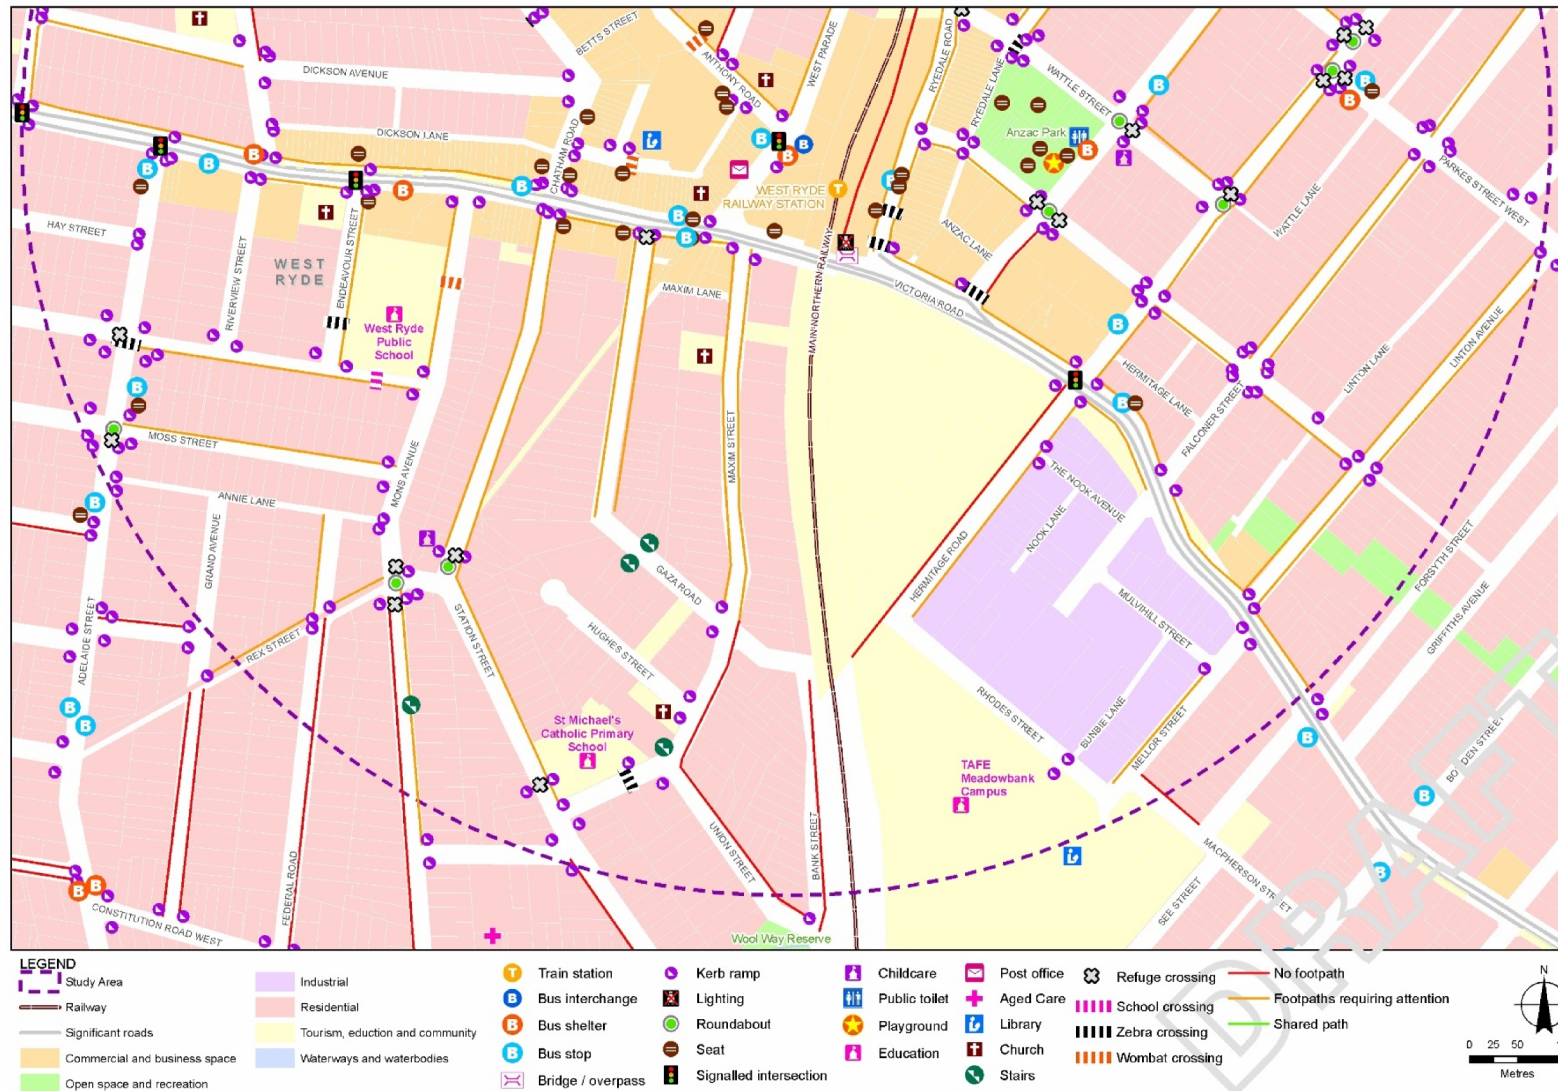 BETTS STREET
WEST PARADE
ANTHONY ROAD
RYEDALE ROAD
RYEDALE LANE
WATTLE STREET
DICKSON AVENUE
DICKSON LANE
CHATHAM ROAD
Anzac Park
PARKES STREET WEST
WATTLE LANE
WEST RYDE
RAILWAY STATION
ANZAC LANE
HAY STREET
RIVERVIEW STREET
WEST
RYDE
ENDEAVOUR STREET
MAXIM LANE
MAIN NORTHERN RAILWAY
VICTORIA ROAD
West Ryde
Public
School
HERMITAGE LANE
FALCONER STREET
LINTON LANE
LINTON AVENUE
MOSS STREET
MONS AVENUE
MAXIM STREET
ANNIE LANE
GRAND AVENUE
THE NOOK AVENUE
NOOK LANE
HERMITAGE ROAD
GAZA ROAD
FORSYTH STREET
GRIFFITHS AVENUE
MULVIHILL STREET
ADELAIDE STREET
REX STREET
STATION STREET
HUGHES STREET
RHODES STREET
BUNBIE LANE
MELLOR STREET
St Michael's
Catholic Primary
School
TAFE
Meadowbank
Campus
BOWDEN STREET
UNION STREET
BANK STREET
MACPHERSON STREET
SEE STREET
FEDERAL ROAD
CONSTITUTION ROAD WEST
Wool Way Reserve
DRAFT
LEGEND
Study Area
Railway
Significant roads
Commercial and business space
Open space and recreation
Industrial
Residential
Tourism, eduction and community
Waterways and waterbodies
T Train station
B Bus interchange
B Bus shelter
B Bus stop
Bridge / overpass
Kerb ramp
Lighting
Roundabout
Seat
Signalled intersection
Childcare
Public toilet
Playground
Education
Post office
Aged Care
Library
Church
Stairs
Refuge crossing
School crossing
Zebra crossing
Wombat crossing
No footpath
Footpaths requiring attention
Shared path
N
0 25 50
Metres